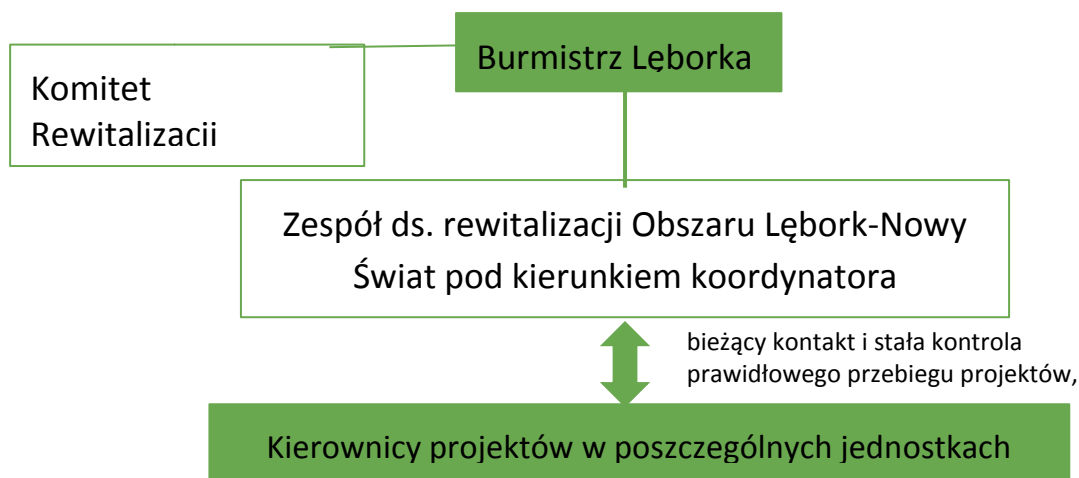 Burmistrz Lęborka
Komitet
Rewitalizacii
Zespół ds. rewitalizacji Obszaru Lębork-Nowy
Świat pod kierunkiem koordynatora
bieżący kontakt i stała kontrola
prawidłowego przebiegu projektów,
Kierownicy projektów w poszczególnych jednostkach